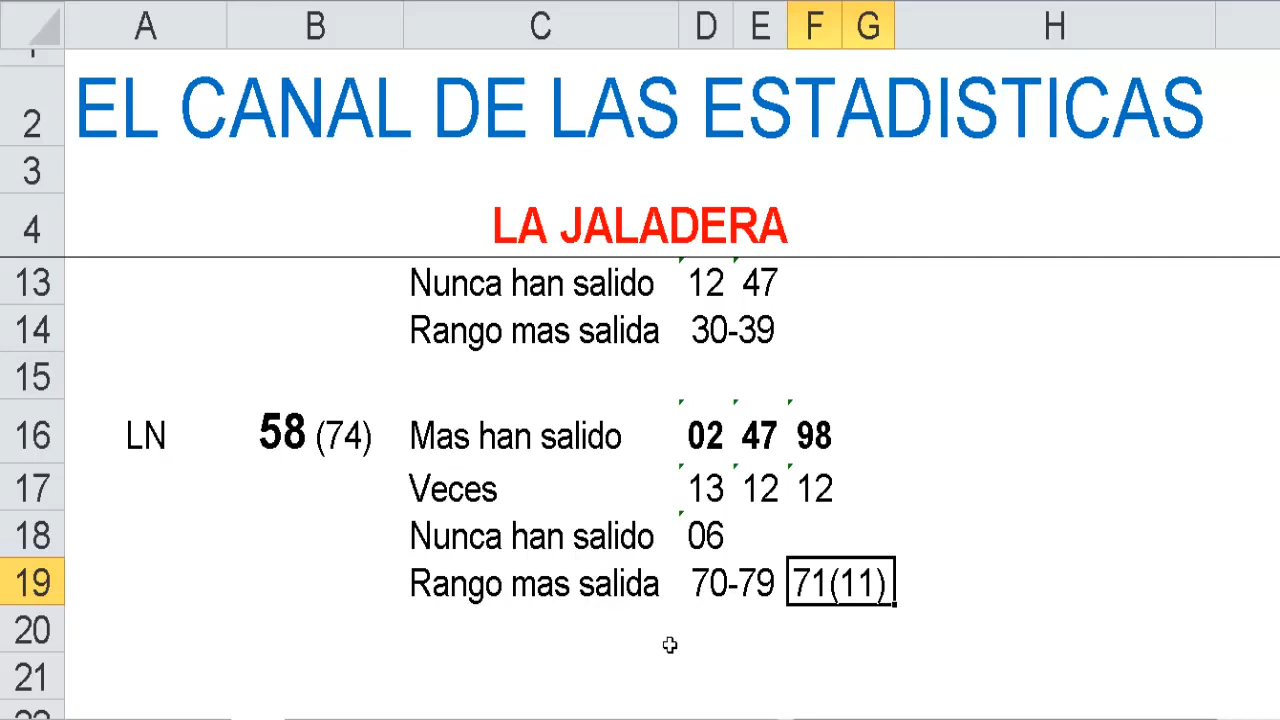 A B C D E F G H
2 EL CANAL DE LAS ESTADISTICAS
3
4 LA JALADERA
13 Nunca han salido 12 47
14 Rango mas salida 30-39
15
16 LN 58 (74) Mas han salido 02 47 98
17 Veces 13 12 12
18 Nunca han salido 06
19 Rango mas salida 70-79 71(11)
20
21